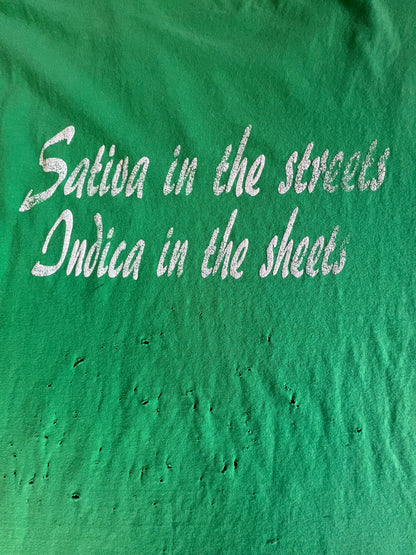 Sativa in the streets
Indica in the sheets